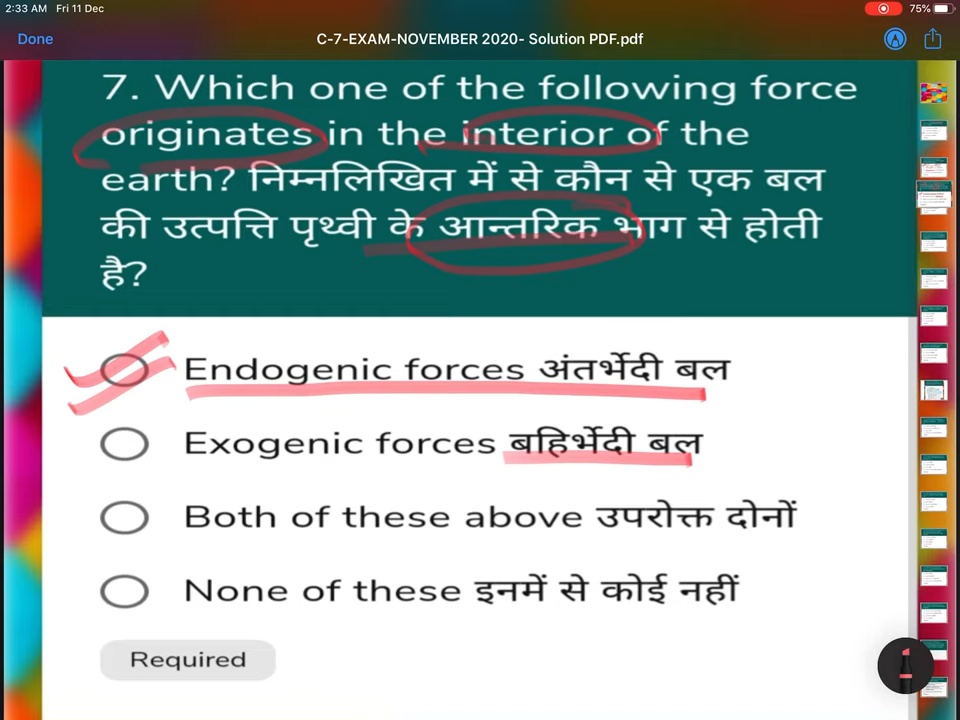 2:33 AM Fri 11 Dec
75%
Done
C-7-EXAM-NOVEMBER 2020- Solution PDF.pdf
7. Which one of the following force
originates in the interior of the
earth? निम्नलिखित में से कौन से एक बल
की उत्पत्ति पृथ्वी के आन्तरिक भाग से होती
है?
Endogenic forces अंतर्भेदी बल
Exogenic forces बहिर्भेदी बल
Both of these above उपरोक्त दोनों
None of these इनमें से कोई नहीं
Required